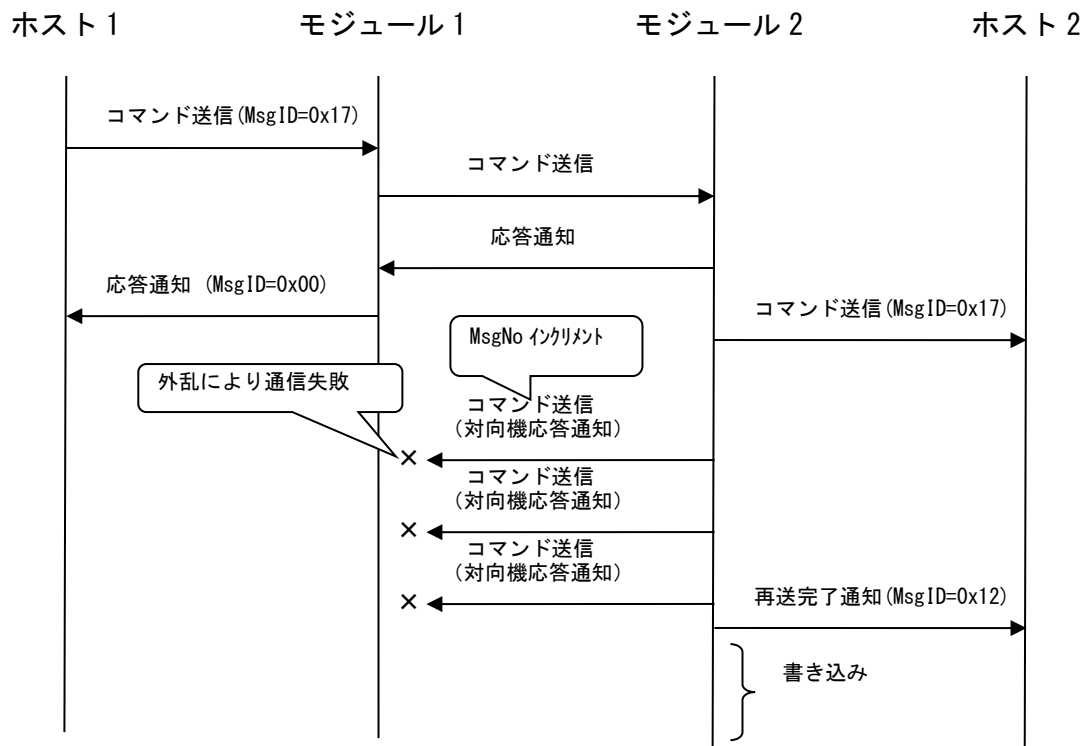 ホスト1 モジュール1 モジュール2 ホスト2
コマンド送信(MsgID=0x17)
コマンド送信
応答通知
応答通知 (MsgID=0x00)
コマンド送信(MsgID=0x17)
MsgNo ｲﾝｸﾘﾒﾝﾄ
外乱により通信失敗
コマンド送信
(対向機応答通知)
×
コマンド送信
(対向機応答通知)
×
コマンド送信
(対向機応答通知)
×
再送完了通知(MsgID=0x12)
書き込み